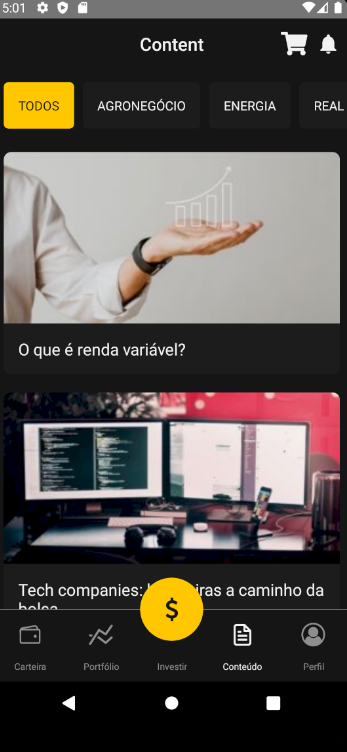 5:01
Content
TODOS
AGRONEGÓCIO
ENERGIA
REAL
O que é renda variável?
Tech companies: iras a caminho da
bolsa
$
Carteira
Portfólio
Investir
Conteúdo
Perfil